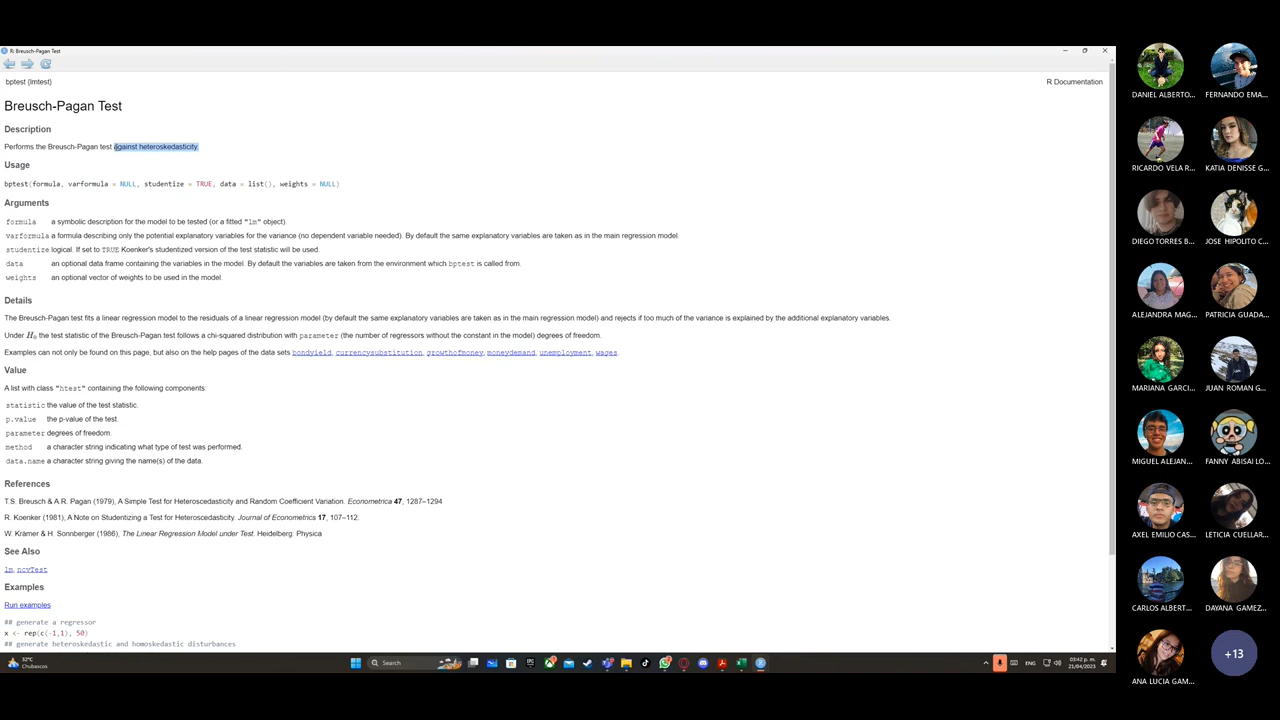 R: Breusch-Pagan Test
bptest {lmtest}
R Documentation
Breusch-Pagan Test
Description
Performs the Breusch-Pagan test against heteroskedasticity.
Usage
bptest(formula, varformula = NULL, studentize = TRUE, data = list(), weights = NULL)
Arguments
formula a symbolic description for the model to be tested (or a fitted "lm" object).
varformula a formula describing only the potential explanatory variables for the variance (no dependent variable needed). By default the same explanatory variables are taken as in the main regression model.
studentize logical. If set to TRUE Koenker's studentized version of the test statistic will be used.
data an optional data frame containing the variables in the model. By default the variables are taken from the environment which bptest is called from.
weights an optional vector of weights to be used in the model.
Details
The Breusch-Pagan test fits a linear regression model to the residuals of a linear regression model (by default the same explanatory variables are taken as in the main regression model) and rejects if too much of the variance is explained by the additional explanatory variables.
Under H₀ the test statistic of the Breusch-Pagan test follows a chi-squared distribution with parameter (the number of regressors without the constant in the model) degrees of freedom.
Examples can not only be found on this page, but also on the help pages of the data sets bondyield, currencysubstitution, growthofmoney, moneydemand, unemployment, wages.
Value
A list with class "htest" containing the following components:
statistic the value of the test statistic.
p.value the p-value of the test.
parameter degrees of freedom.
method a character string indicating what type of test was performed.
data.name a character string giving the name(s) of the data.
References
T.S. Breusch & A.R. Pagan (1979), A Simple Test for Heteroscedasticity and Random Coefficient Variation. Econometrica 47, 1287–1294
R. Koenker (1981), A Note on Studentizing a Test for Heteroscedasticity. Journal of Econometrics 17, 107–112.
W. Krämer & H. Sonnberger (1986), The Linear Regression Model under Test. Heidelberg: Physica
See Also
lm, ncvTest
Examples
Run examples
## generate a regressor
x <- rep(c(-1,1), 50)
## generate heteroskedastic and homoskedastic disturbances
32°C
Chubascos
Search
ENG
03:42 p. m.
21/04/2023
DANIEL ALBERTO...
FERNANDO EMA...
RICARDO VELA R...
KATIA DENISSE G...
DIEGO TORRES B...
JOSE HIPOLITO C...
ALEJANDRA MAG...
PATRICIA GUADA...
MARIANA GARCI...
JUAN ROMAN G...
MIGUEL ALEJAN...
FANNY ABISAI LO...
AXEL EMILIO CAS...
LETICIA CUELLAR...
CARLOS ALBERT...
DAYANA GAMEZ...
ANA LUCIA GAM...
+13